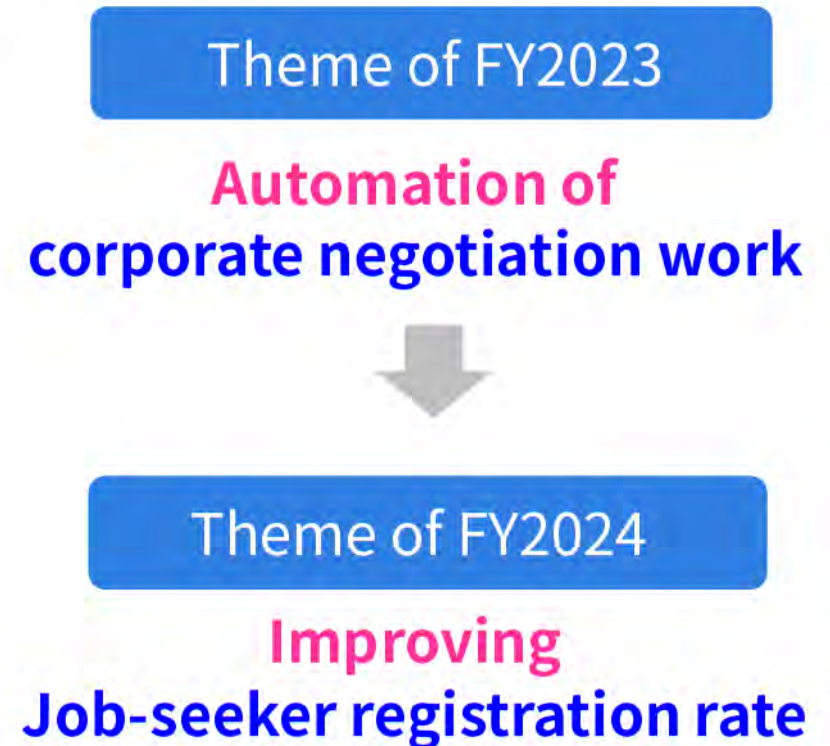 Theme of FY2023
Automation of
corporate negotiation work
Theme of FY2024
Improving
Job-seeker registration rate